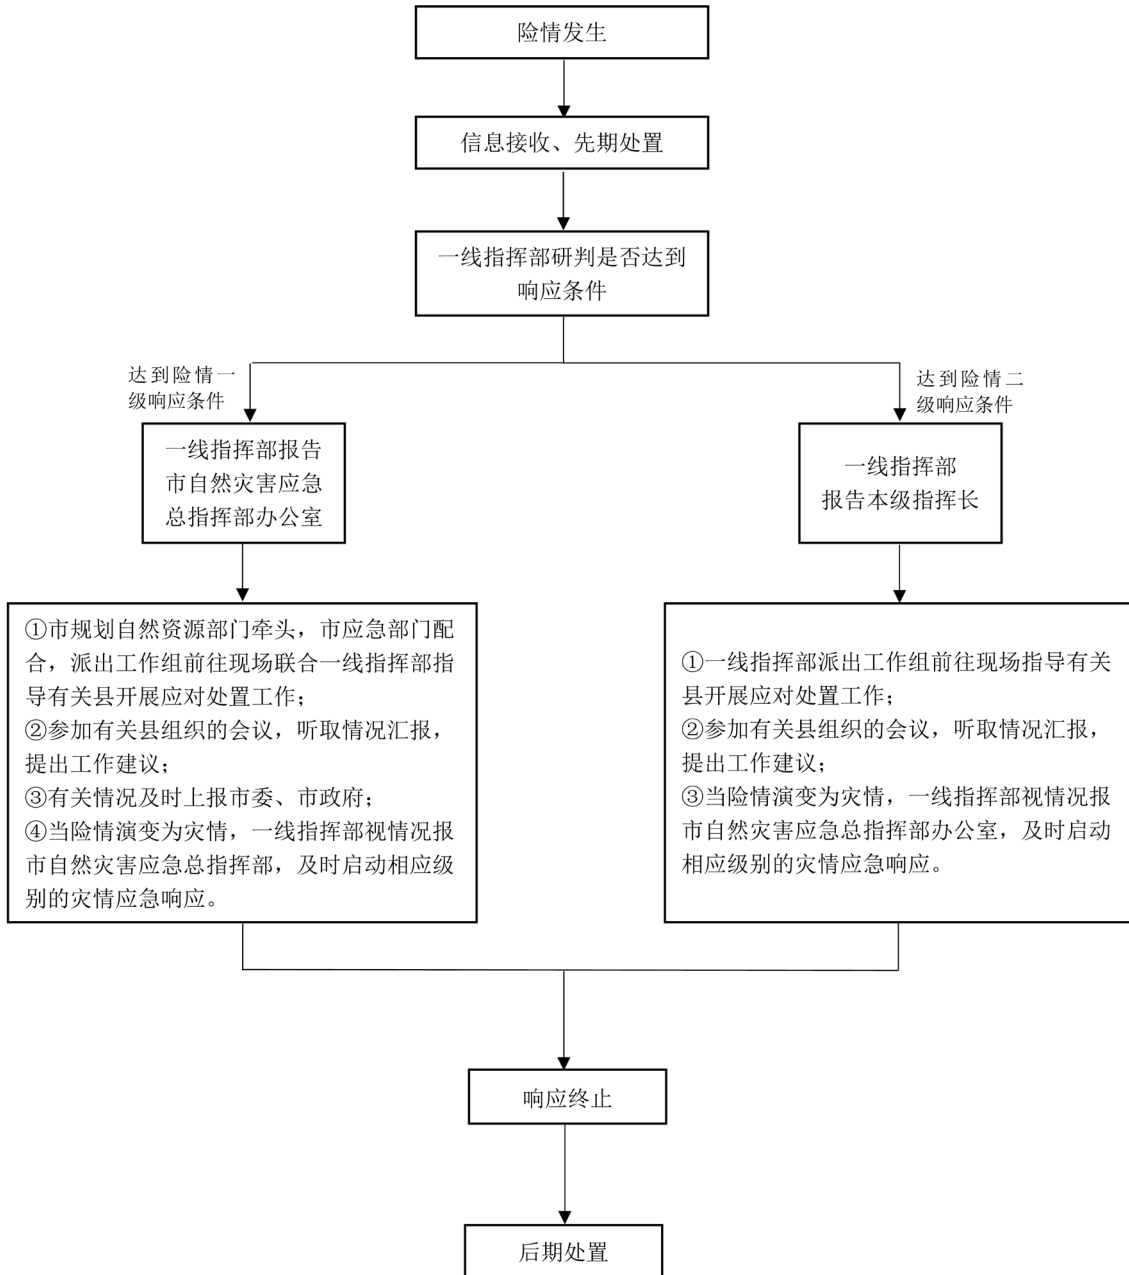 险情发生
信息接收、先期处置
一线指挥部研判是否达到
响应条件
达到险情一
级响应条件
达到险情二
级响应条件
一线指挥部报告
市自然灾害应急
总指挥部办公室
一线指挥部
报告本级指挥长
①市规划自然资源部门牵头，市应急部门配
合，派出工作组前往现场联合一线指挥部指
导有关县开展应对处置工作；
②参加有关县组织的会议，听取情况汇报，
提出工作建议；
③有关情况及时上报市委、市政府；
④当险情演变为灾情，一线指挥部视情况报
市自然灾害应急总指挥部，及时启动相应级
别的灾情应急响应。
①一线指挥部派出工作组前往现场指导有关
县开展应对处置工作；
②参加有关县组织的会议，听取情况汇报，
提出工作建议；
③当险情演变为灾情，一线指挥部视情况报
市自然灾害应急总指挥部办公室，及时启动
相应级别的灾情应急响应。
响应终止
后期处置